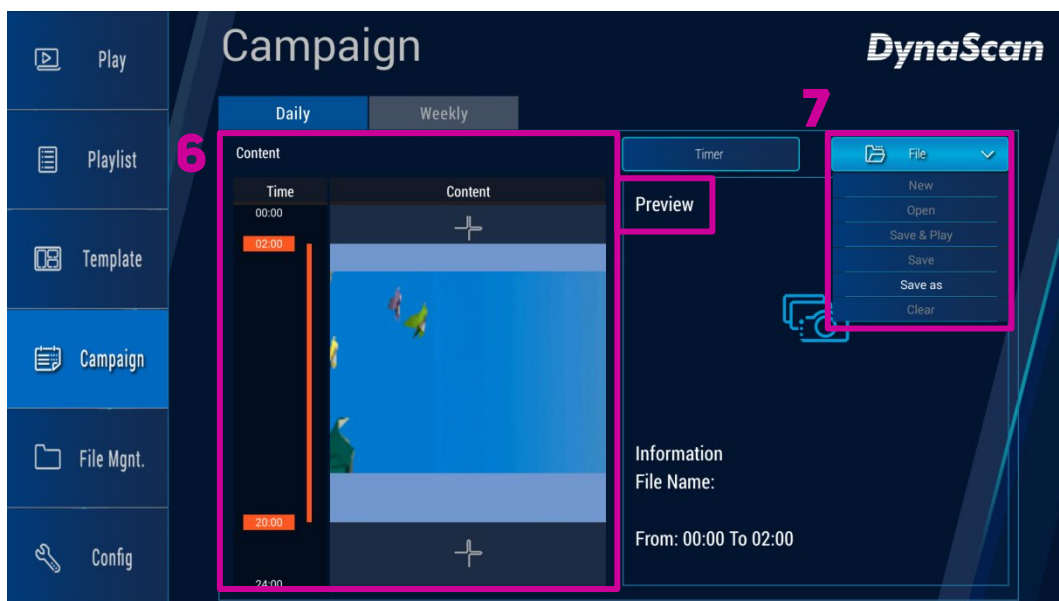 Play
Playlist
Template
Campaign
File Mgnt.
Config
Campaign
DynaScan
Daily
Weekly
6
7
Content
Time
Content
00:00
02:00
20:00
24:00
Timer
File
New
Open
Save & Play
Save
Save as
Clear
Preview
Information
File Name:
From: 00:00 To 02:00